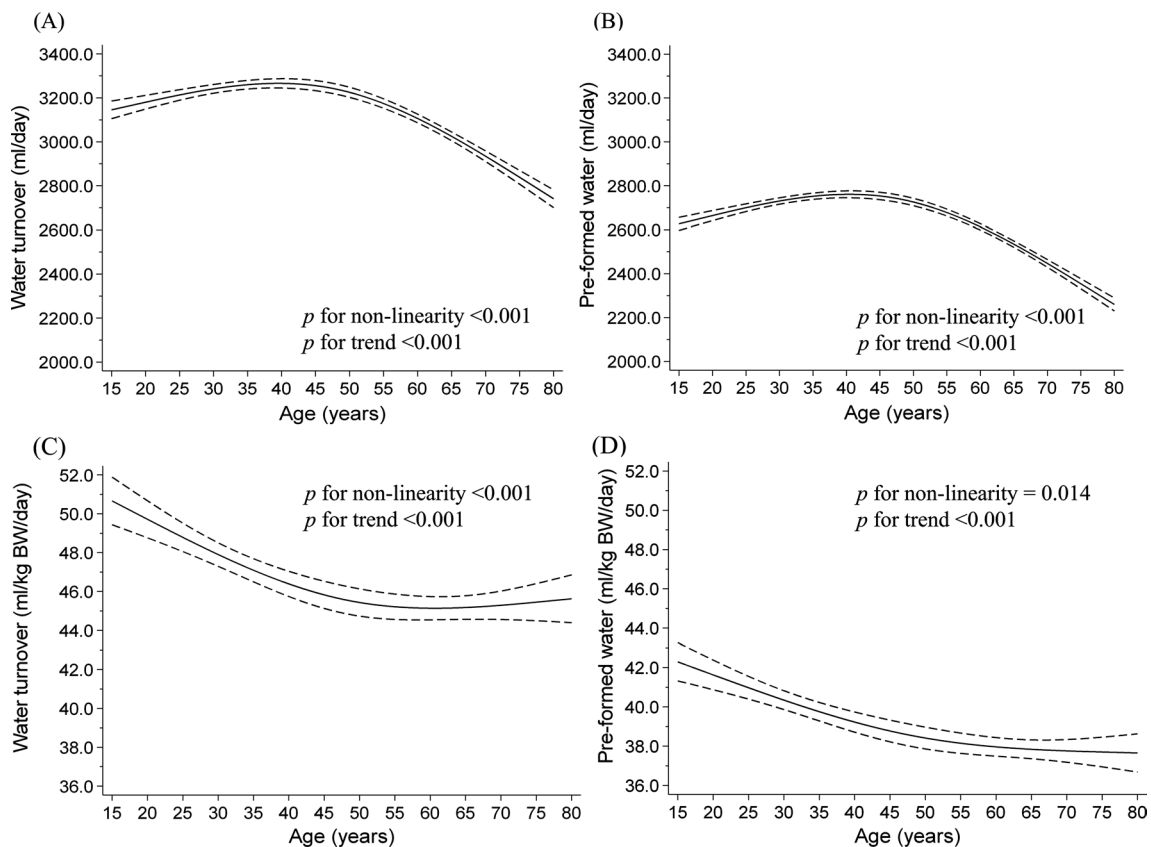 (A)
Water turnover (ml/day)
3400.0
3200.0
3000.0
2800.0
2600.0
2400.0
2200.0
2000.0
p for non-linearity <0.001
p for trend <0.001
15 20 25 30 35 40 45 50 55 60 65 70 75 80
Age (years)
(B)
Pre-formed water (ml/day)
3400.0
3200.0
3000.0
2800.0
2600.0
2400.0
2200.0
2000.0
p for non-linearity <0.001
p for trend <0.001
15 20 25 30 35 40 45 50 55 60 65 70 75 80
Age (years)
(C)
Water turnover (ml/kg BW/day)
52.0
50.0
48.0
46.0
44.0
42.0
40.0
38.0
36.0
p for non-linearity <0.001
p for trend <0.001
15 20 25 30 35 40 45 50 55 60 65 70 75 80
Age (years)
(D)
Pre-formed water (ml/kg BW/day)
52.0
50.0
48.0
46.0
44.0
42.0
40.0
38.0
36.0
p for non-linearity = 0.014
p for trend <0.001
15 20 25 30 35 40 45 50 55 60 65 70 75 80
Age (years)